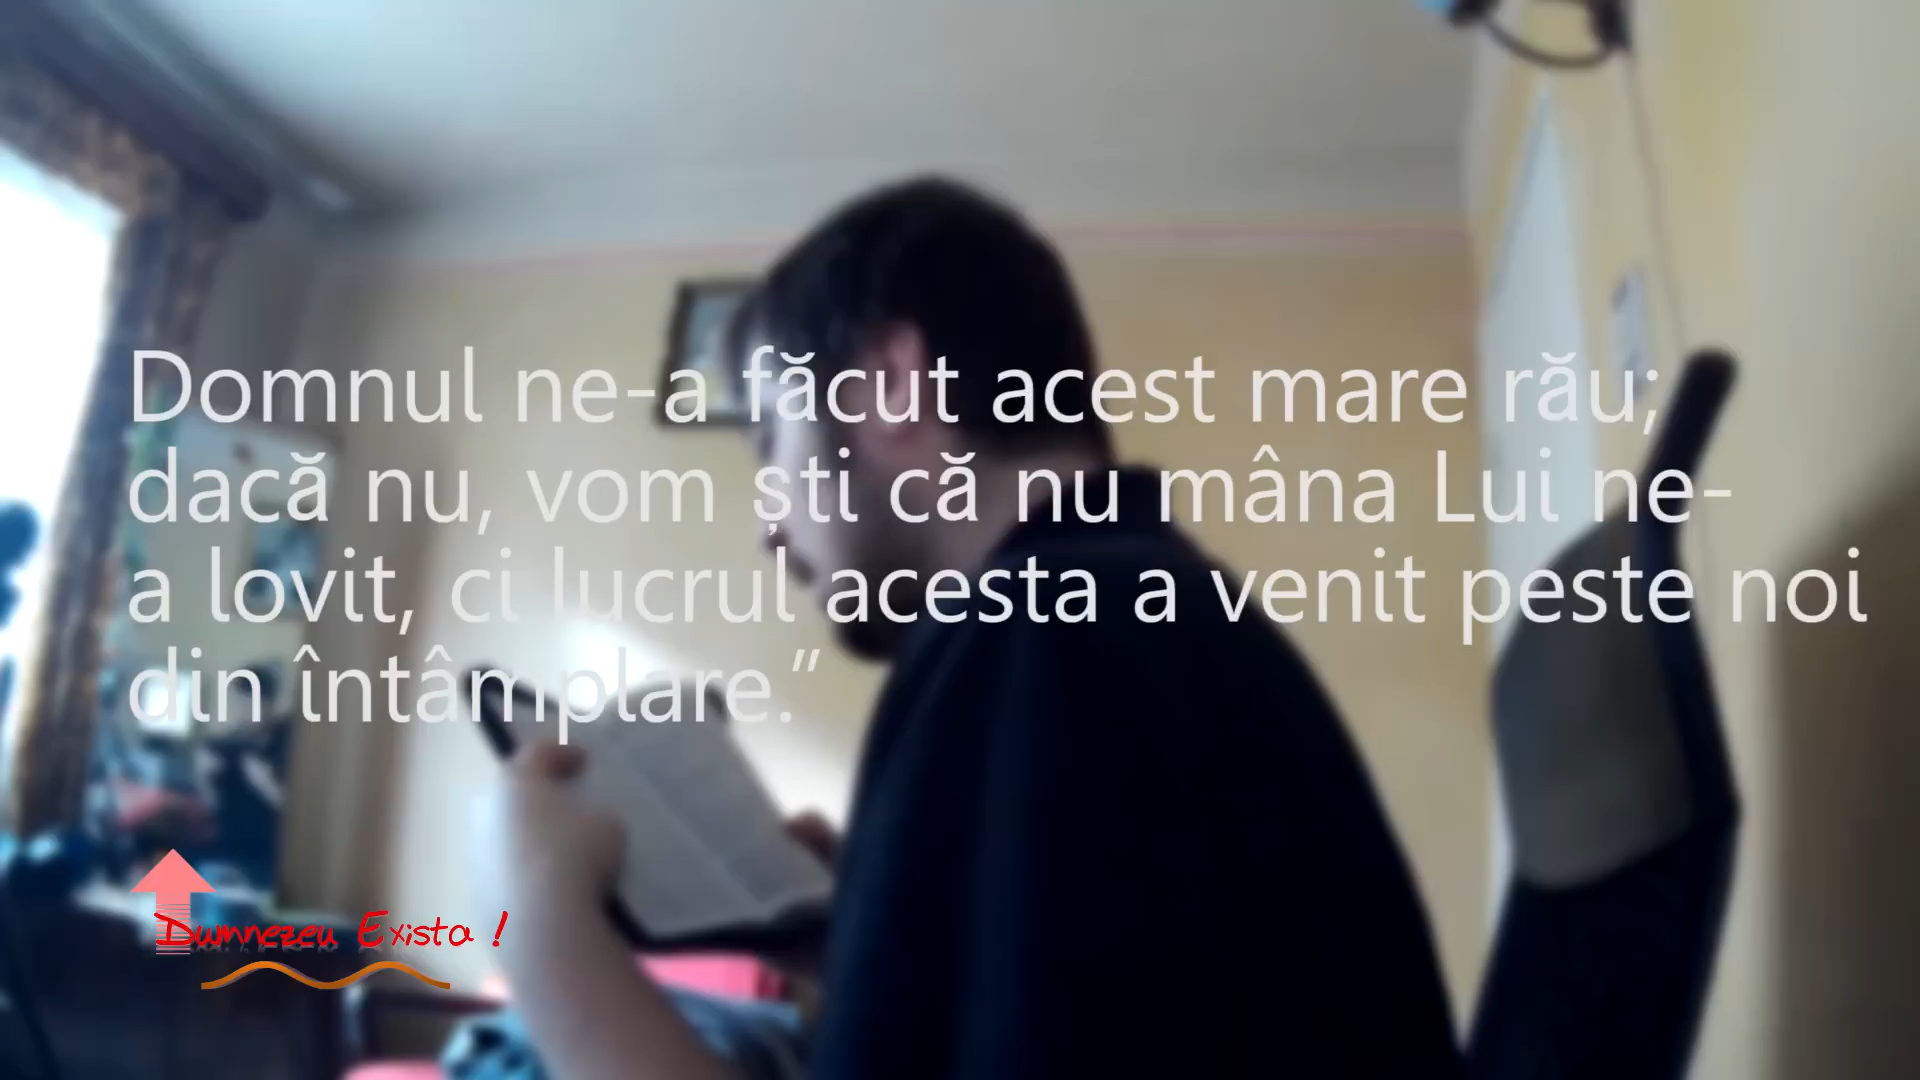 Domnul ne-a făcut acest mare rău;
dacă nu, vom ști că nu mâna Lui ne-
a lovit, ci lucrul acesta a venit peste noi
din întâmplare.”
Dumnezeu Exista !